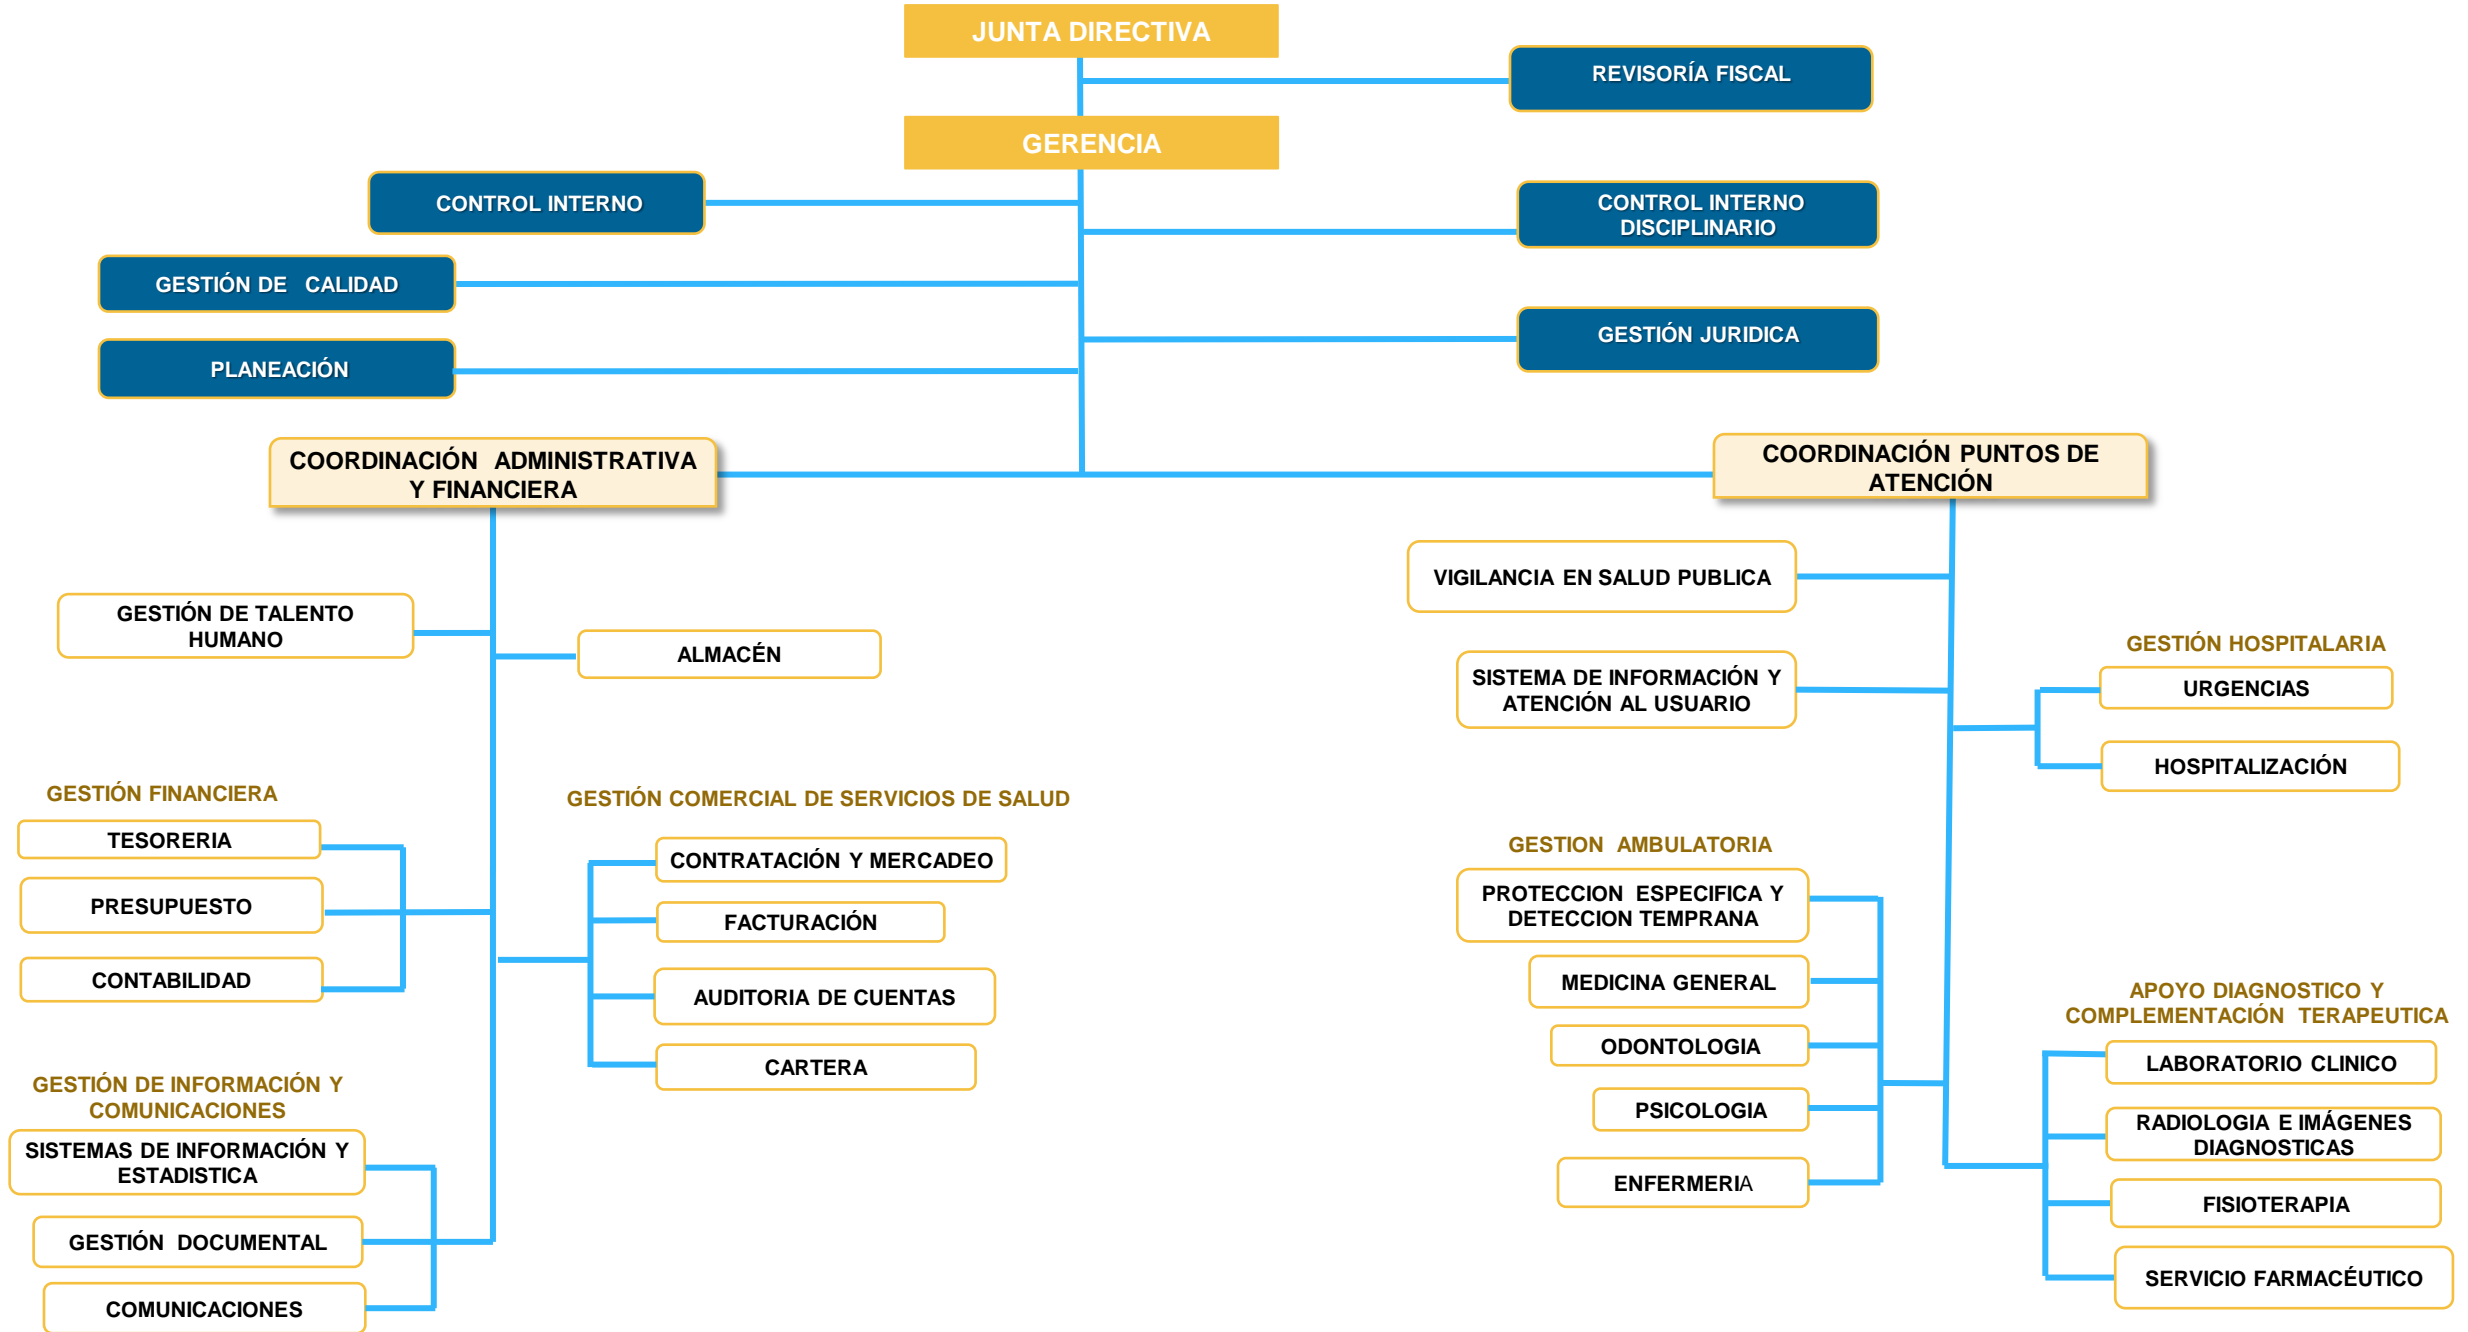 JUNTA DIRECTIVA
REVISORÍA FISCAL
GERENCIA
CONTROL INTERNO
CONTROL INTERNO
DISCIPLINARIO
GESTIÓN DE CALIDAD
GESTIÓN JURIDICA
PLANEACIÓN
COORDINACIÓN ADMINISTRATIVA
Y FINANCIERA
COORDINACIÓN PUNTOS DE
ATENCIÓN
GESTIÓN DE TALENTO
HUMANO
ALMACÉN
GESTIÓN FINANCIERA
TESORERIA
PRESUPUESTO
CONTABILIDAD
GESTIÓN COMERCIAL DE SERVICIOS DE SALUD
CONTRATACIÓN Y MERCADEO
FACTURACIÓN
AUDITORIA DE CUENTAS
CARTERA
GESTIÓN DE INFORMACIÓN Y
COMUNICACIONES
SISTEMAS DE INFORMACIÓN Y
ESTADISTICA
GESTIÓN DOCUMENTAL
COMUNICACIONES
VIGILANCIA EN SALUD PUBLICA
SISTEMA DE INFORMACIÓN Y
ATENCIÓN AL USUARIO
GESTIÓN HOSPITALARIA
URGENCIAS
HOSPITALIZACIÓN
GESTION AMBULATORIA
PROTECCION ESPECIFICA Y
DETECCION TEMPRANA
MEDICINA GENERAL
ODONTOLOGIA
PSICOLOGIA
ENFERMERIA
APOYO DIAGNOSTICO Y
COMPLEMENTACIÓN TERAPEUTICA
LABORATORIO CLINICO
RADIOLOGIA E IMÁGENES
DIAGNOSTICAS
FISIOTERAPIA
SERVICIO FARMACÉUTICO